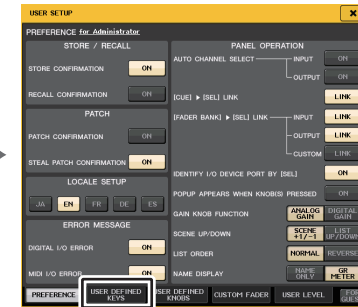 USER SETUP
PREFERENCE for Administrator
STORE / RECALL
STORE CONFIRMATION ON
RECALL CONFIRMATION ON
PATCH
PATCH CONFIRMATION ON
STEAL PATCH CONFIRMATION ON
LOCALE SETUP
JA EN FR DE ES
ERROR MESSAGE
DIGITAL I/O ERROR ON
MIDI I/O ERROR ON
PANEL OPERATION
AUTO CHANNEL SELECT INPUT ON
OUTPUT ON
[CUE] ▶ [SEL] LINK LINK
[FADER BANK] ▶ [SEL] LINK INPUT LINK
OUTPUT LINK
CUSTOM LINK
IDENTIFY I/O DEVICE PORT BY [SEL] ON
POPUP APPEARS WHEN KNOB(S) PRESSED ON
GAIN KNOB FUNCTION ANALOG GAIN DIGITAL GAIN
SCENE UP/DOWN SCENE +1/-1 LIST UP/DOWN
LIST ORDER NORMAL REVERSE
NAME DISPLAY NAME ONLY GR METER
PREFERENCE USER DEFINED KEYS USER DEFINED KNOBS CUSTOM FADER USER LEVEL FOR GUEST